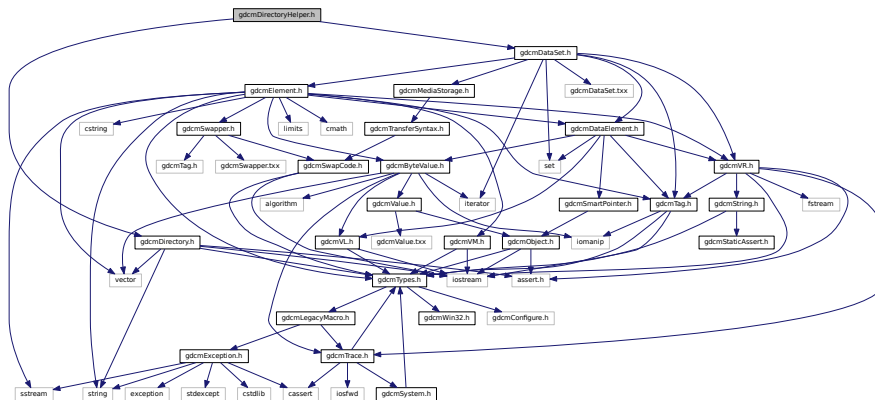 gdcmDirectoryHelper.h
gdcmDataSet.h
gdcmElement.h
gdcmMediaStorage.h
gdcmDataSet.txx
cstring
gdcmSwapper.h
limits
cmath
gdcmTransferSyntax.h
gdcmDataElement.h
gdcmTag.h
gdcmSwapper.txx
gdcmSwapCode.h
gdcmByteValue.h
set
gdcmVR.h
algorithm
gdcmValue.h
iterator
gdcmSmartPointer.h
gdcmTag.h
gdcmString.h
fstream
gdcmDirectory.h
gdcmVL.h
gdcmValue.txx
gdcmVM.h
gdcmObject.h
iomanip
gdcmStaticAssert.h
vector
gdcmTypes.h
iostream
assert.h
gdcmLegacyMacro.h
gdcmWin32.h
gdcmConfigure.h
gdcmException.h
gdcmTrace.h
sstream
string
exception
stdexcept
cstdlib
cassert
iosfwd
gdcmSystem.h